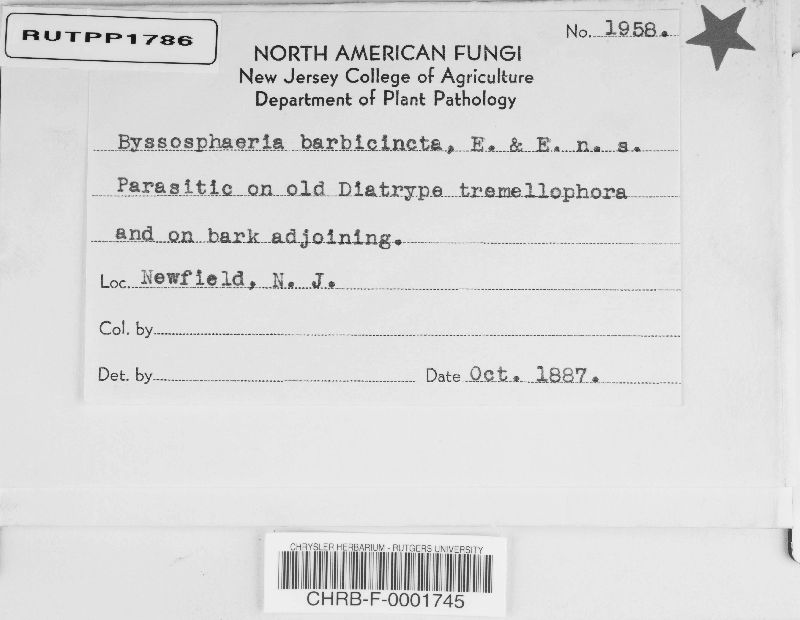 RUTPP1786
No. 1958.
NORTH AMERICAN FUNGI
New Jersey College of Agriculture
Department of Plant Pathology
Byssosphaeria barbicincta, E. & E. n. s.
Parasitic on old Diatrype tremellophora
and on bark adjoining.
Loc. Newfield, N. J.
Col. by
Det. by Date Oct. 1887.
CHRYSLER HERBARIUM - RUTGERS UNIVERSITY
CHRB-F-0001745